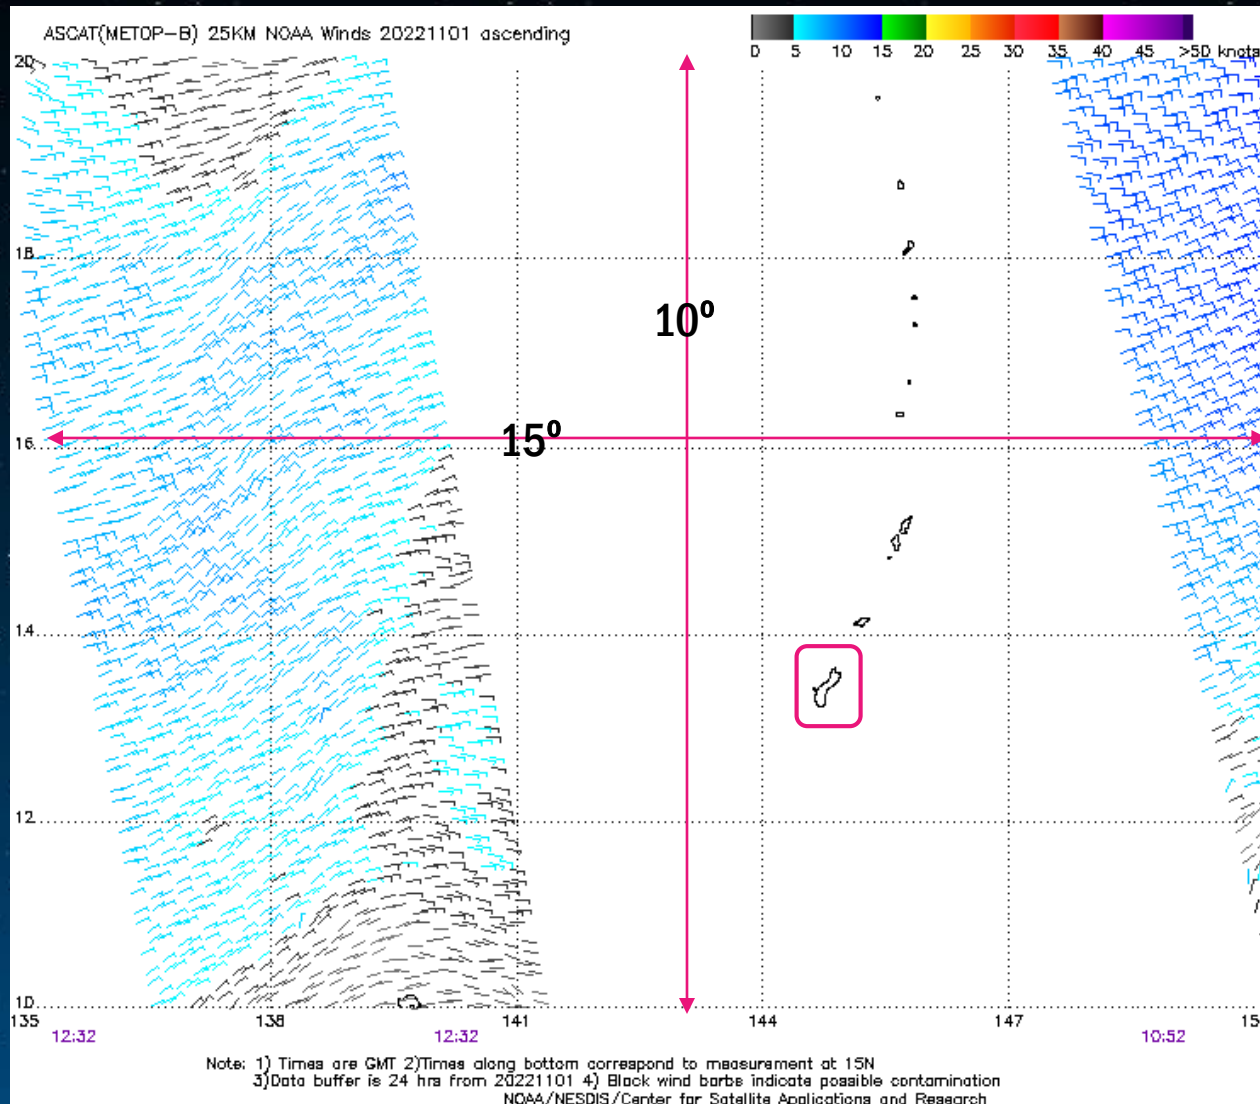 ASCAT(METOP-B) 25KM NOAA Winds 20221101 ascending
0 5 10 15 20 25 30 35 40 45 >50 knots
20
18
10⁰
15⁰
16
14
12
10
135 138 141 144 147 15
12:32 12:32 10:52
Note: 1) Times are GMT 2)Times along bottom correspond to measurement at 15N
3)Data buffer is 24 hrs from 20221101 4) Black wind barbs indicate possible contamination
NOAA/NESDIS/Center for Satellite Applications and Research